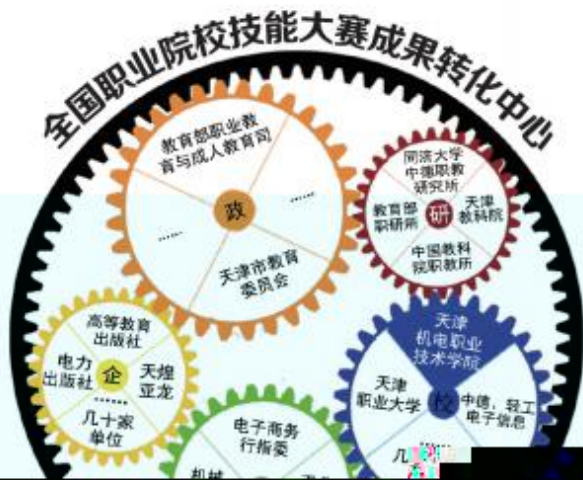 全国职业院校技能大赛成果转化中心
教育部职业教
育与成人教育司
……
……
政
天津市教育
委员会
同济大学
中德职教
研究所
教育部
职研所
研
天津
教科院
中国教科
院职教所
高等教育
出版社
电力
出版社
企
天煌
亚龙
……
几十家
单位
天津
机电职业
技术学院
天津
职业大学
校
中德，轻工
电子信息
……
几
电子商务
行指委
机械